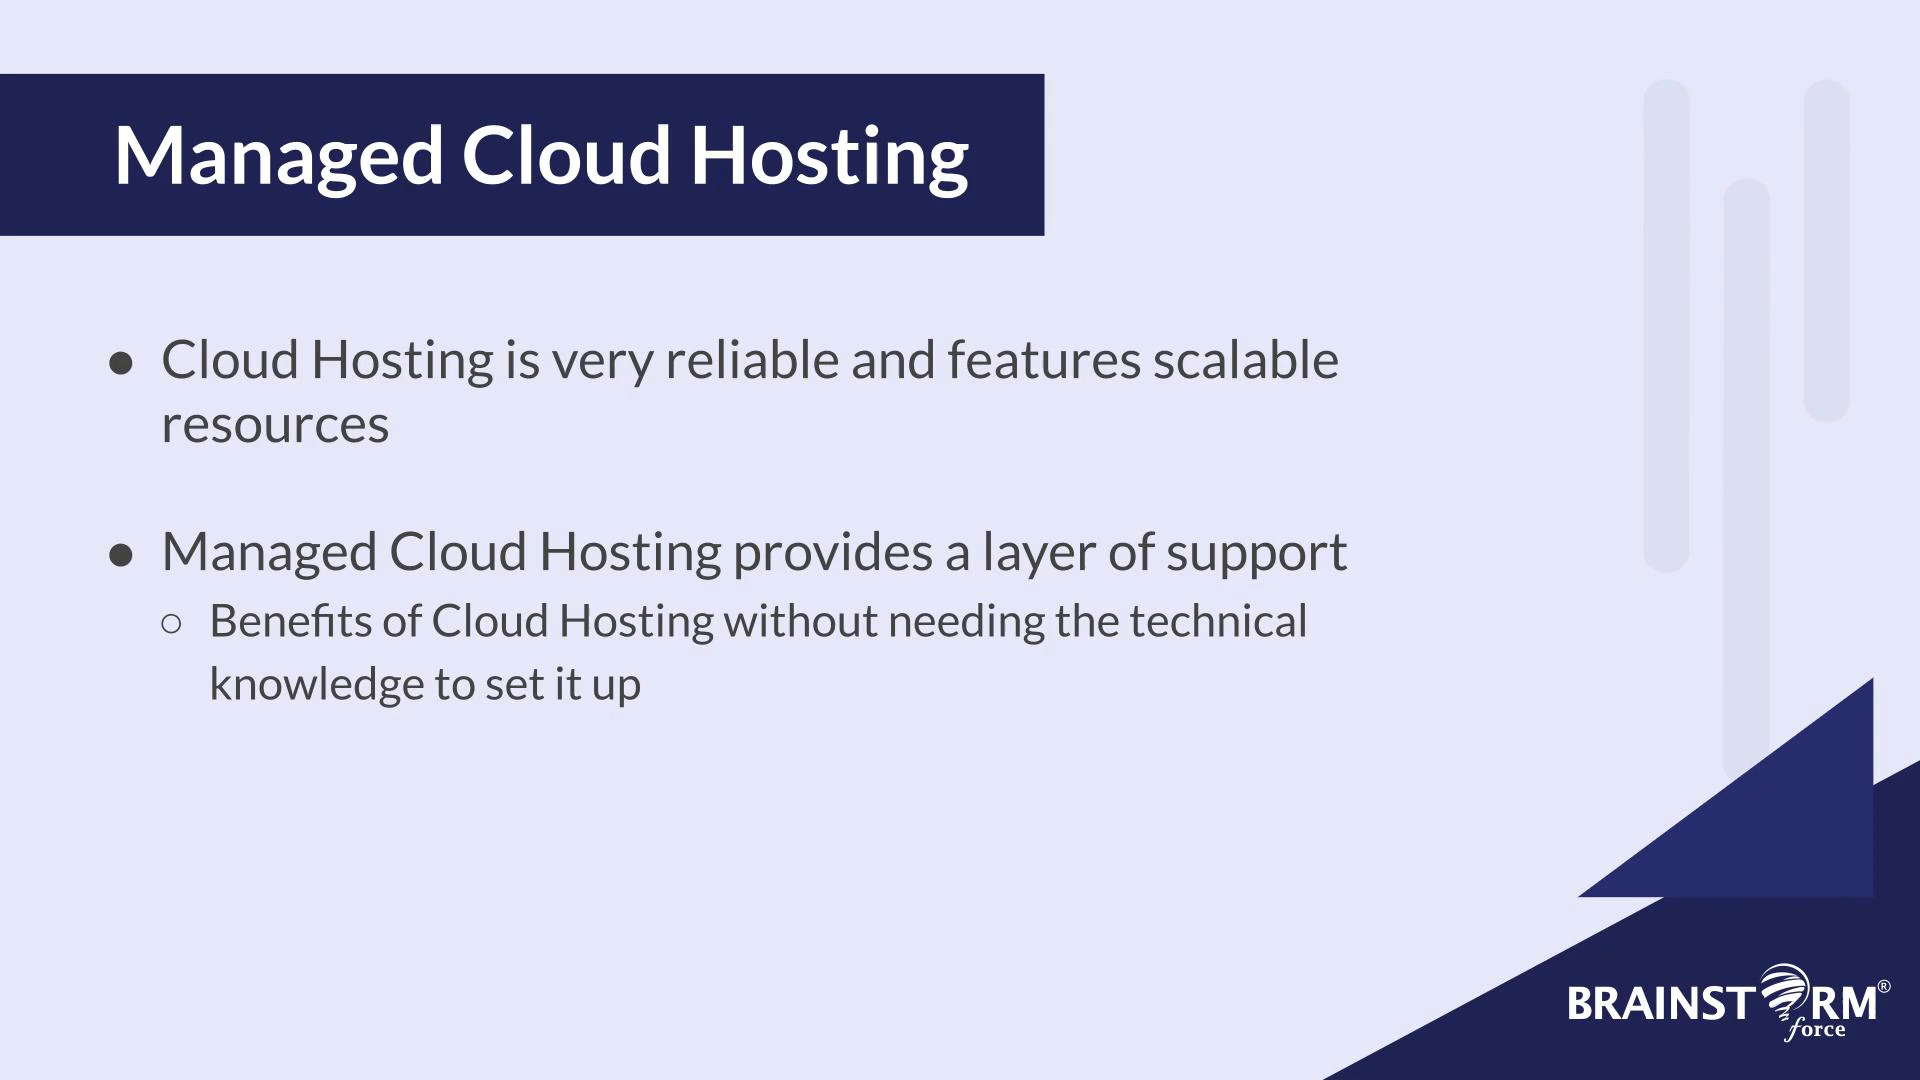 Managed Cloud Hosting
● Cloud Hosting is very reliable and features scalable
resources
● Managed Cloud Hosting provides a layer of support
○ Benefits of Cloud Hosting without needing the technical
knowledge to set it up
BRAINSTORM®
force